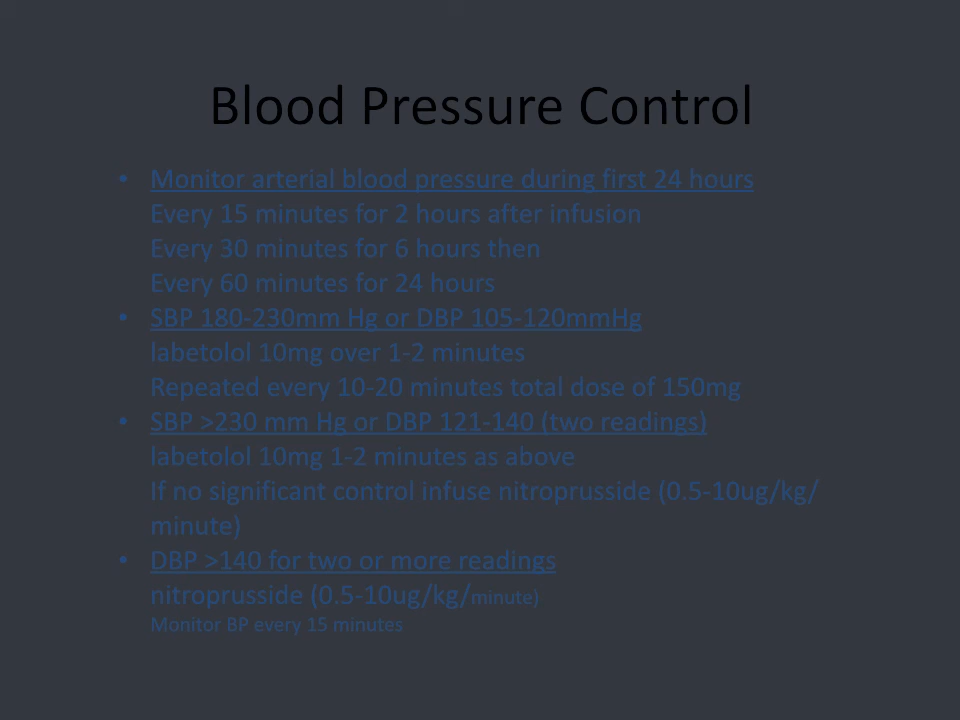 Blood Pressure Control
• Monitor arterial blood pressure during first 24 hours
Every 15 minutes for 2 hours after infusion
Every 30 minutes for 6 hours then
Every 60 minutes for 24 hours
• SBP 180-230mm Hg or DBP 105-120mmHg
labetolol 10mg over 1-2 minutes
Repeated every 10-20 minutes total dose of 150mg
• SBP >230 mm Hg or DBP 121-140 (two readings)
labetolol 10mg 1-2 minutes as above
If no significant control infuse nitroprusside (0.5-10ug/kg/
minute)
• DBP >140 for two or more readings
nitroprusside (0.5-10ug/kg/minute)
Monitor BP every 15 minutes